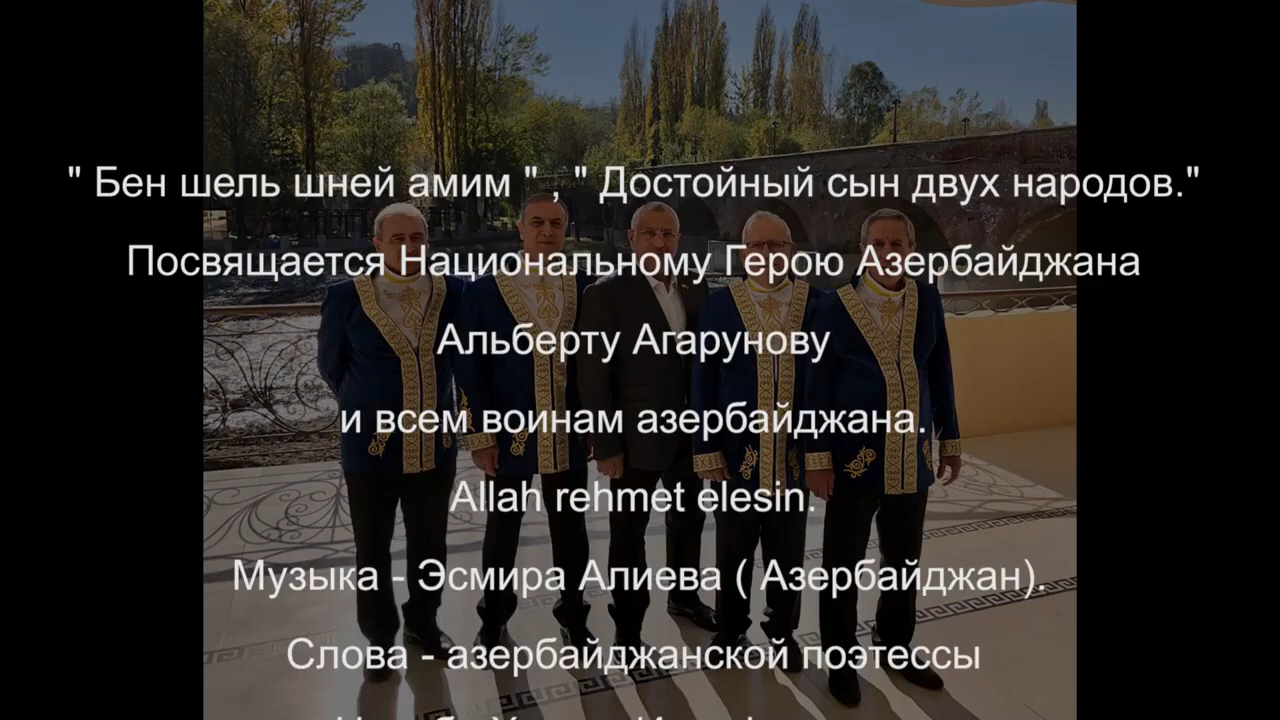 " Бен шель шней амим " , " Достойный сын двух народов."
Посвящается Национальному Герою Азербайджана
Альберту Агарунову
и всем воинам азербайджана.
Allah rehmet elesin.
Музыка - Эсмира Алиева ( Азербайджан).
Слова - азербайджанской поэтессы